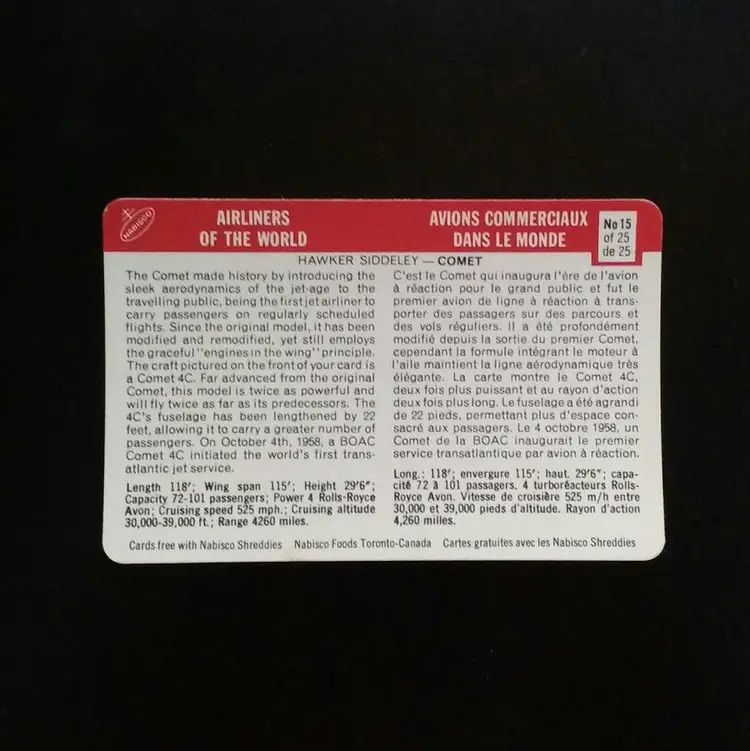 NABISCO
AIRLINERS
OF THE WORLD
AVIONS COMMERCIAUX
DANS LE MONDE
No 15
of 25
de 25
HAWKER SIDDELEY — COMET
The Comet made history by introducing the
sleek aerodynamics of the jet-age to the
travelling public, being the first jet airliner to
carry passengers on regularly scheduled
flights. Since the original model, it has been
modified and remodified, yet still employs
the graceful "engines in the wing" principle.
The craft pictured on the front of your card is
a Comet 4C. Far advanced from the original
Comet, this model is twice as powerful and
will fly twice as far as its predecessors. The
4C's fuselage has been lengthened by 22
feet, allowing it to carry a greater number of
passengers. On October 4th, 1958, a BOAC
Comet 4C initiated the world's first trans-
atlantic jet service.
Length 118'; Wing span 115'; Height 29'6";
Capacity 72-101 passengers; Power 4 Rolls-Royce
Avon; Cruising speed 525 mph.; Cruising altitude
30,000-39,000 ft.; Range 4260 miles.
C'est le Comet qui inaugura l'ère de l'avion
à réaction pour le grand public et fut le
premier avion de ligne à réaction à trans-
porter des passagers sur des parcours et
des vols réguliers. Il a été profondément
modifié depuis la sortie du premier Comet,
cependant la formule intégrant le moteur à
l'aile maintient la ligne aérodynamique très
élégante. La carte montre le Comet 4C,
deux fois plus puissant et au rayon d'action
deux fois plus long. Le fuselage a été agrandi
de 22 pieds, permettant plus d'espace con-
sacré aux passagers. Le 4 octobre 1958, un
Comet de la BOAC inaugurait le premier
service transatlantique par avion à réaction.
Long.: 118'; envergure 115'; haut. 29'6"; capa-
cité 72 à 101 passagers. 4 turboréacteurs Rolls-
Royce Avon. Vitesse de croisière 525 m/h entre
30,000 et 39,000 pieds d'altitude. Rayon d'action
4,260 milles.
Cards free with Nabisco Shreddies Nabisco Foods Toronto-Canada Cartes gratuites avec les Nabisco Shreddies